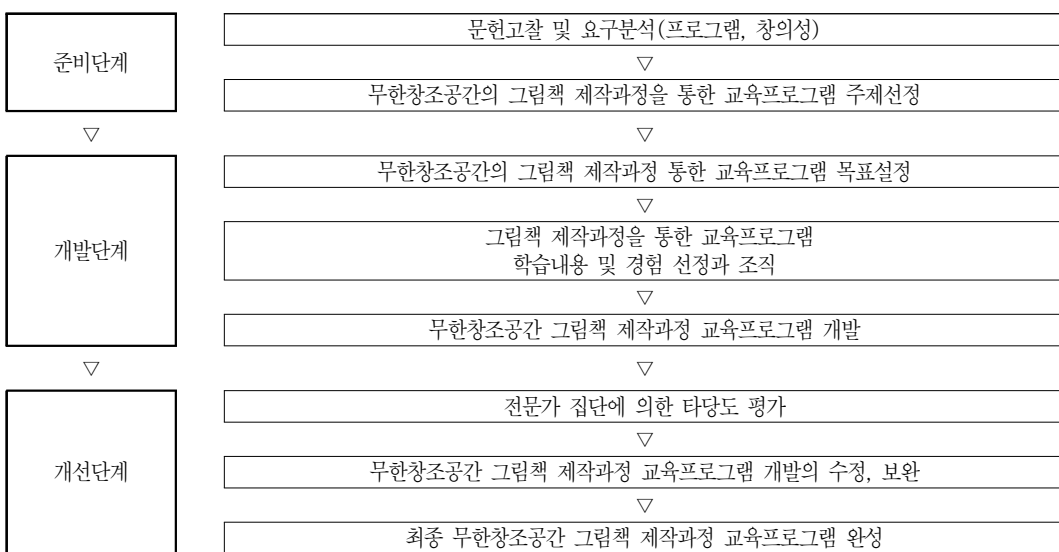 준비단계
문헌고찰 및 요구분석(프로그램, 창의성)
▽
무한창조공간의 그림책 제작과정을 통한 교육프로그램 주제선정
▽ ▽
개발단계
무한창조공간의 그림책 제작과정 통한 교육프로그램 목표설정
▽
그림책 제작과정을 통한 교육프로그램
학습내용 및 경험 선정과 조직
▽
무한창조공간 그림책 제작과정 교육프로그램 개발
▽ ▽
개선단계
전문가 집단에 의한 타당도 평가
▽
무한창조공간 그림책 제작과정 교육프로그램 개발의 수정, 보완
▽
최종 무한창조공간 그림책 제작과정 교육프로그램 완성